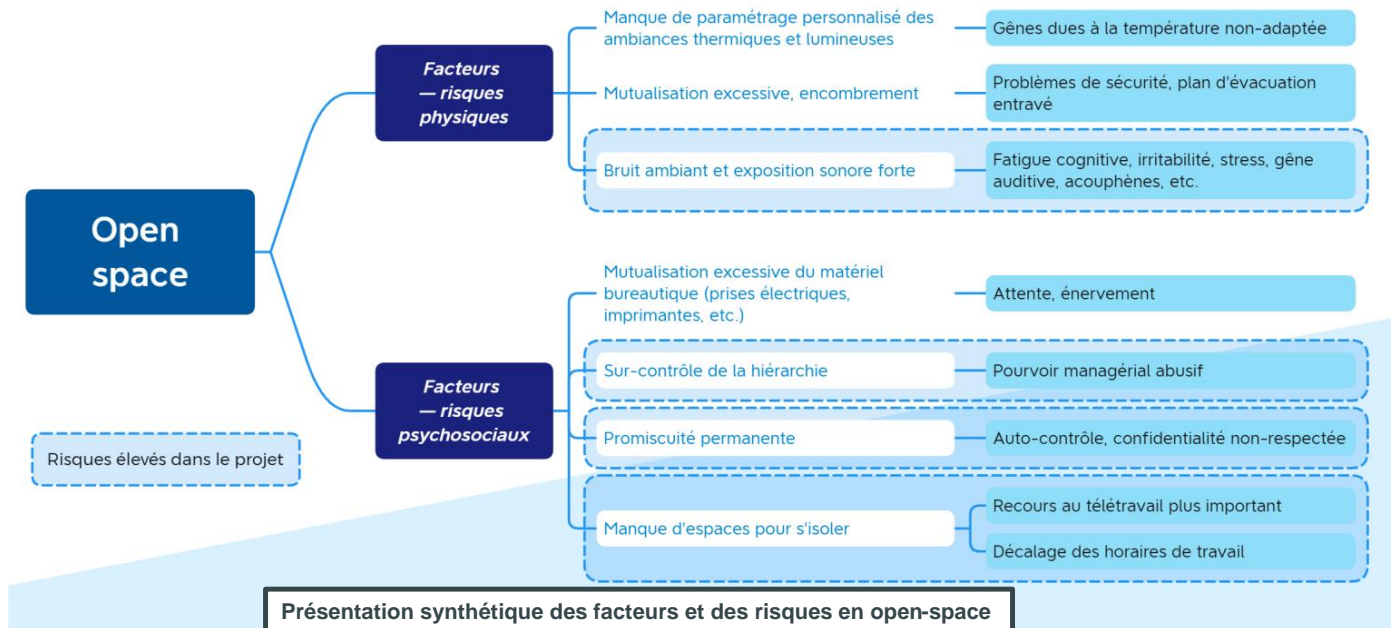 Open
space
Facteurs
— risques
physiques
Manque de paramétrage personnalisé des
ambiances thermiques et lumineuses
Gênes dues à la température non-adaptée
Mutualisation excessive, encombrement
Problèmes de sécurité, plan d'évacuation
entravé
Bruit ambiant et exposition sonore forte
Fatigue cognitive, irritabilité, stress, gêne
auditive, acouphènes, etc.
Facteurs
— risques
psychosociaux
Mutualisation excessive du matériel
bureautique (prises électriques,
imprimantes, etc.)
Attente, énervement
Sur-contrôle de la hiérarchie
Pourvoir managérial abusif
Promiscuité permanente
Auto-contrôle, confidentialité non-respectée
Manque d'espaces pour s'isoler
Recours au télétravail plus important
Décalage des horaires de travail
Risques élevés dans le projet
Présentation synthétique des facteurs et des risques en open-space